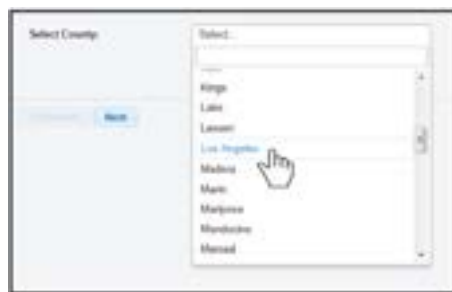 Select County:
Select...
Kings
Lake
Lassen
Los Angeles
Madera
Marin
Mariposa
Mendocino
Merced
Next